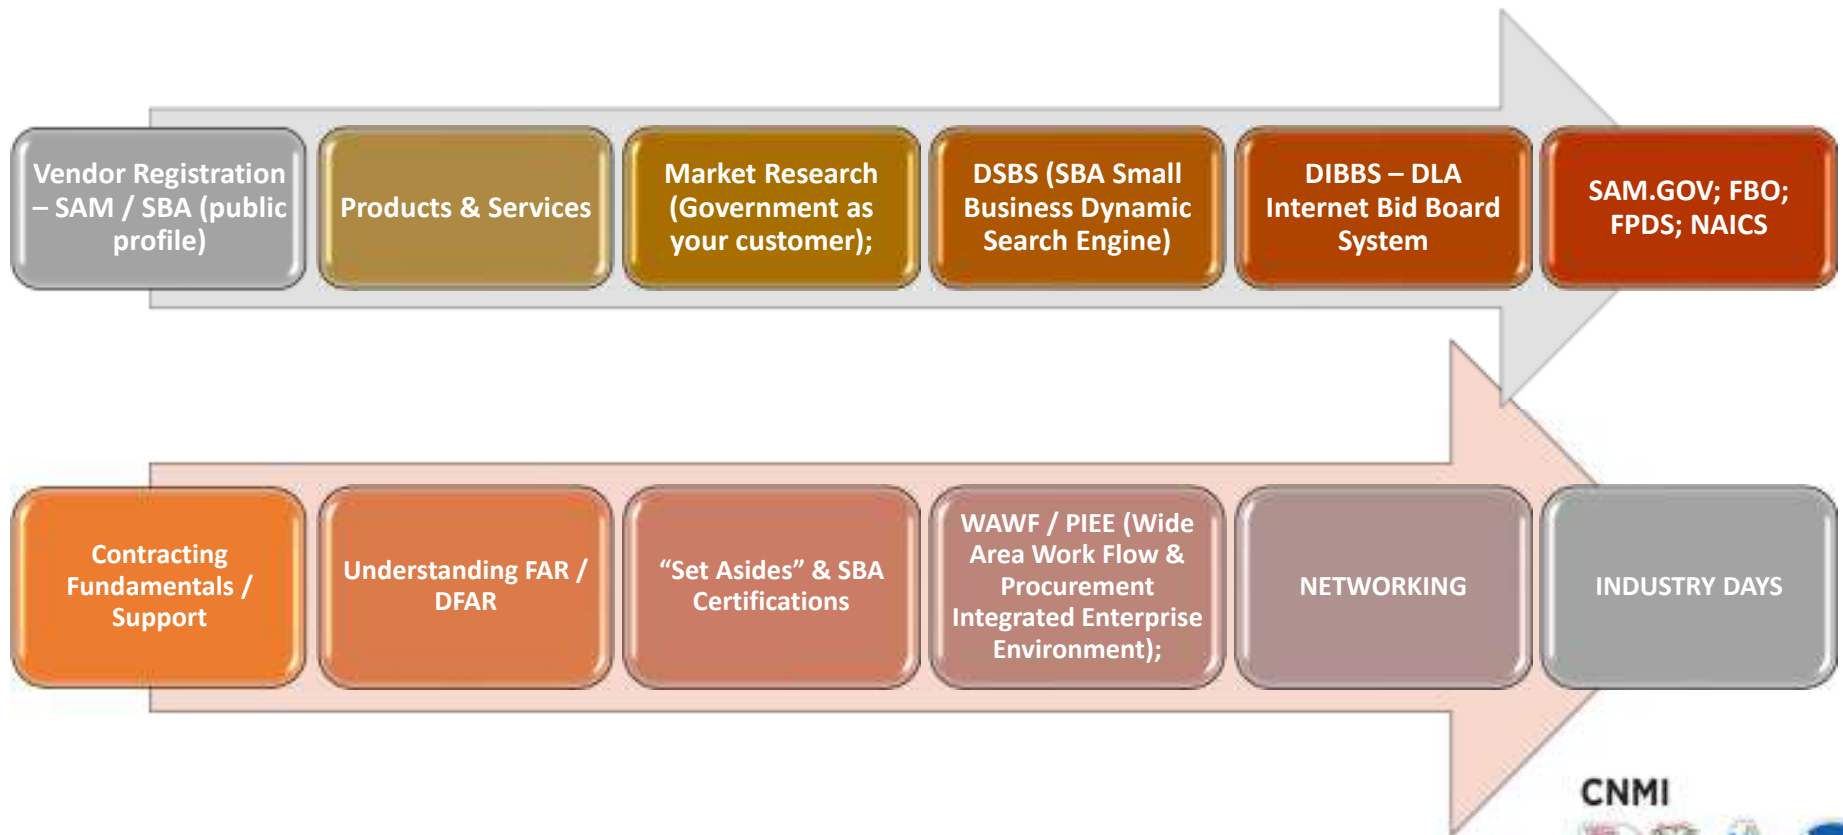 Vendor Registration
– SAM / SBA (public
profile)
Products & Services
Market Research
(Government as
your customer);
DSBS (SBA Small
Business Dynamic
Search Engine)
DIBBS – DLA
Internet Bid Board
System
SAM.GOV; FBO;
FPDS; NAICS
Contracting
Fundamentals /
Support
Understanding FAR /
DFAR
“Set Asides” & SBA
Certifications
WAWF / PIEE (Wide
Area Work Flow &
Procurement
Integrated Enterprise
Environment);
NETWORKING
INDUSTRY DAYS
CNMI